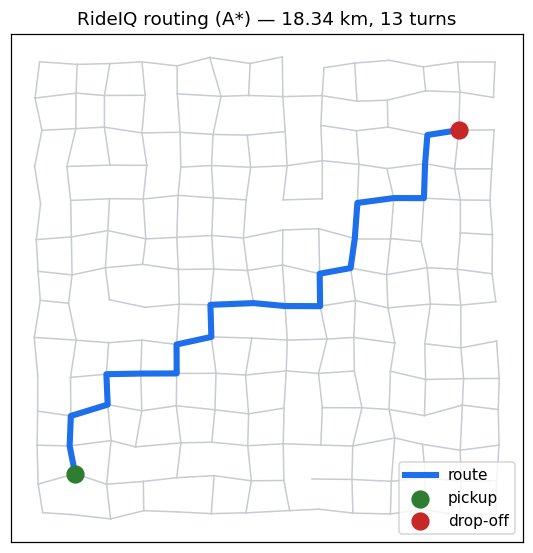 RideIQ routing (A*) — 18.34 km, 13 turns
route
pickup
drop-off